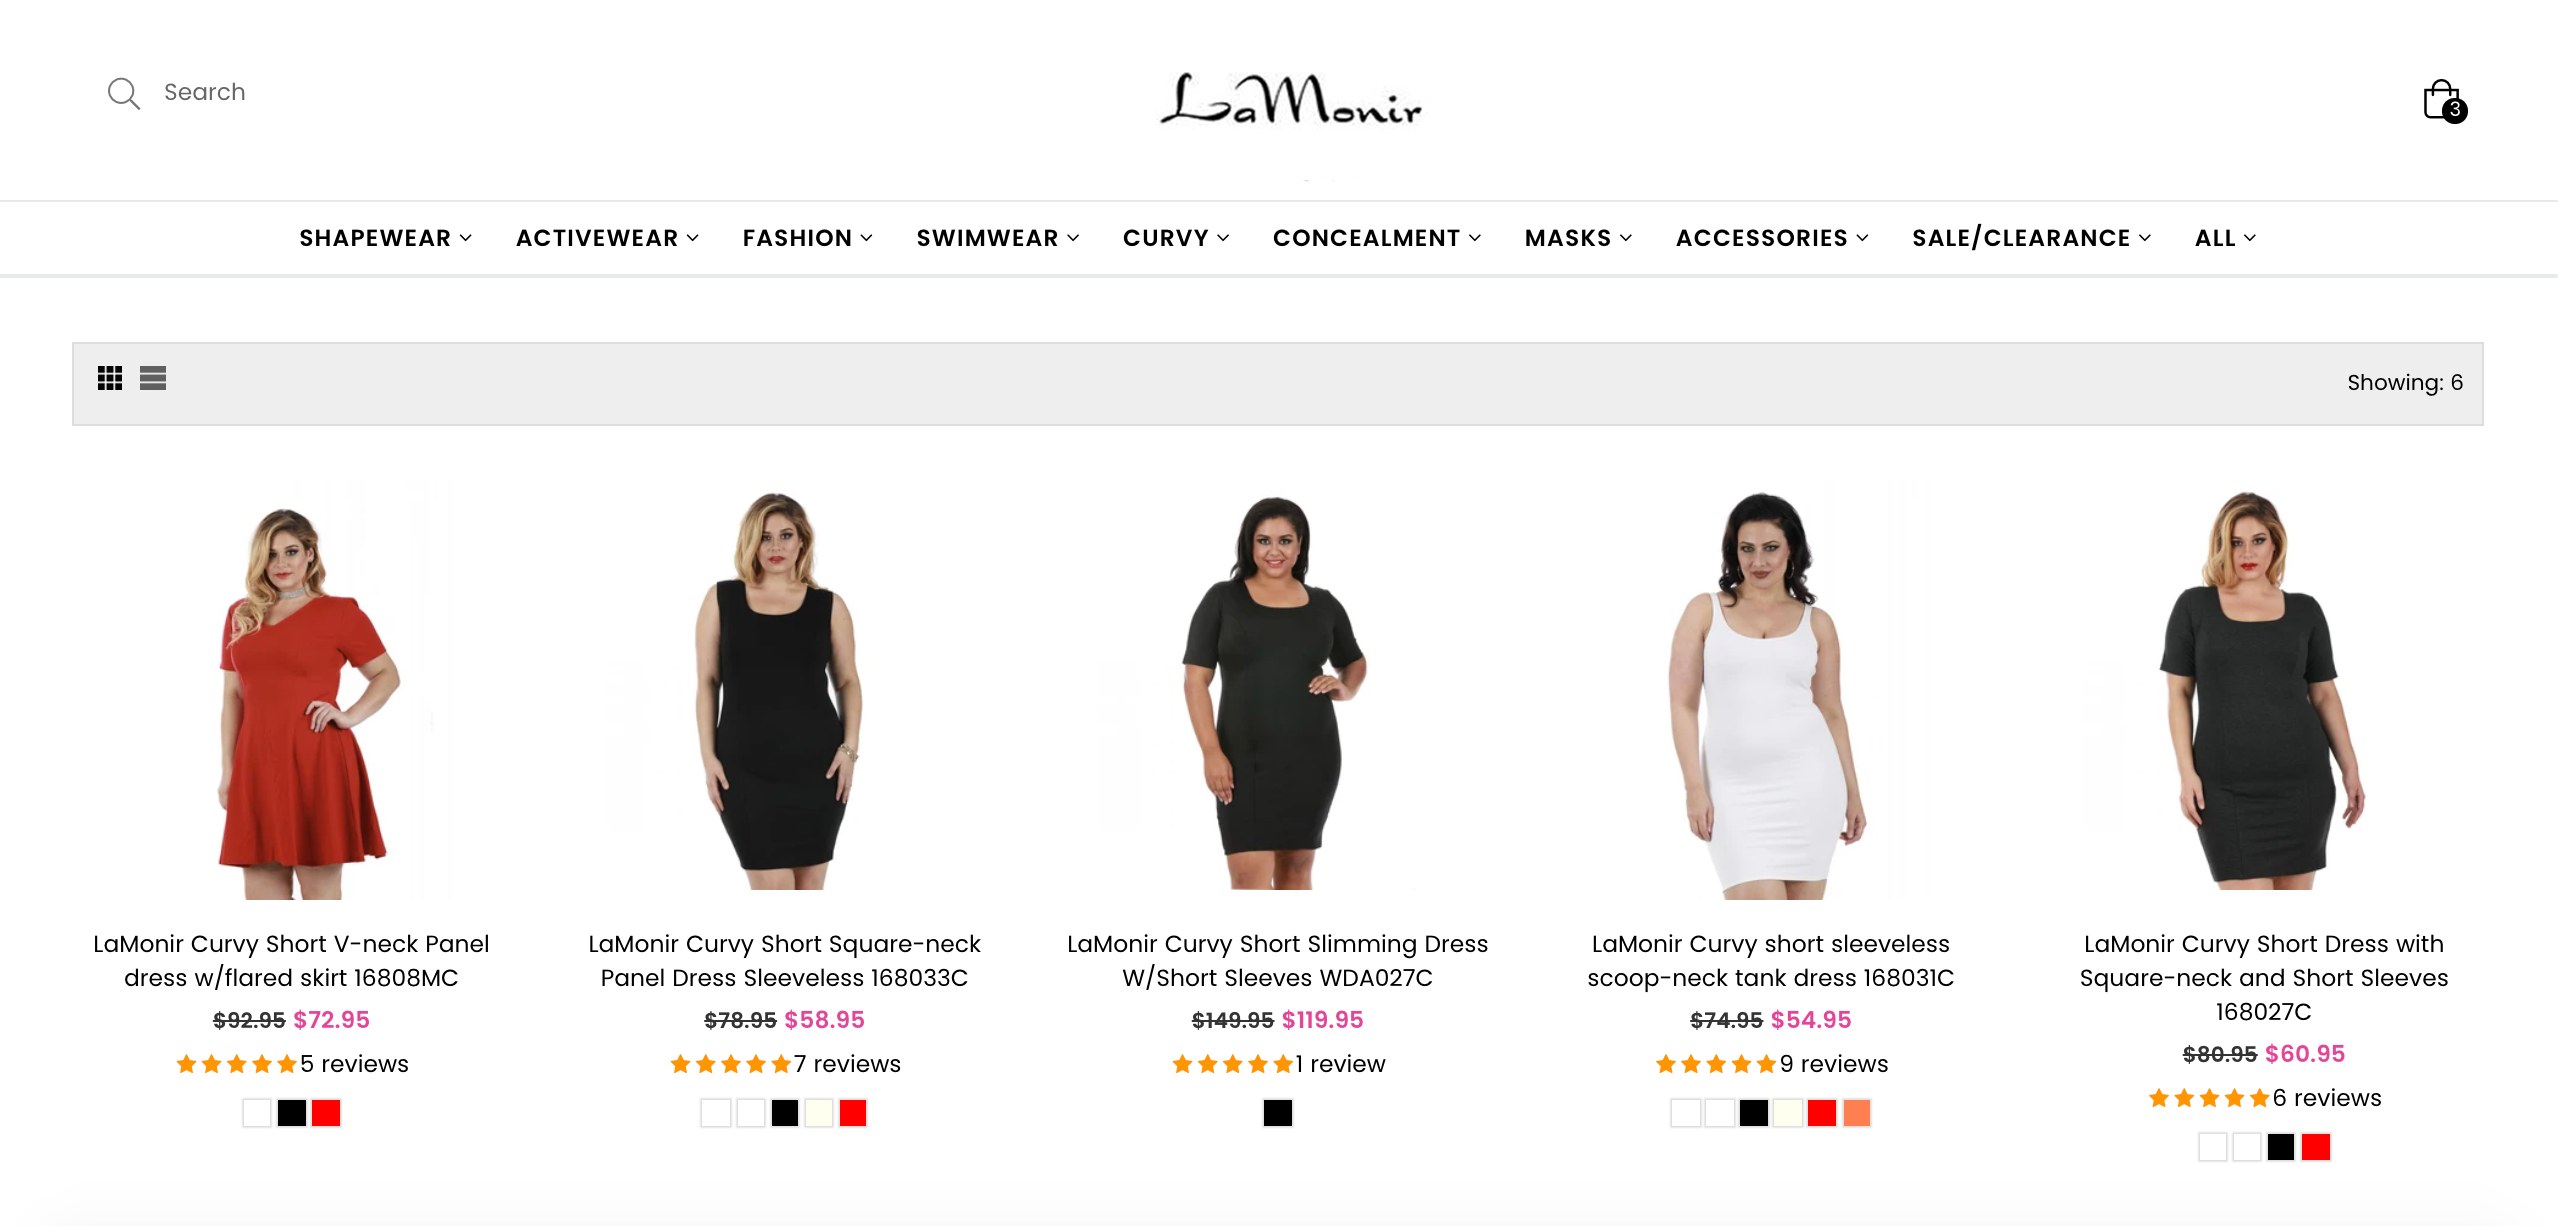 Search
LaMonir
3
SHAPEWEAR ACTIVEWEAR FASHION SWIMWEAR CURVY CONCEALMENT MASKS ACCESSORIES SALE/CLEARANCE ALL
Showing: 6
LaMonir Curvy Short V-neck Panel
dress w/flared skirt 16808MC
$92.95 $72.95
5 reviews
LaMonir Curvy Short Square-neck
Panel Dress Sleeveless 168033C
$78.95 $58.95
7 reviews
LaMonir Curvy Short Slimming Dress
W/Short Sleeves WDA027C
$149.95 $119.95
1 review
LaMonir Curvy short sleeveless
scoop-neck tank dress 168031C
$74.95 $54.95
9 reviews
LaMonir Curvy Short Dress with
Square-neck and Short Sleeves
168027C
$80.95 $60.95
6 reviews